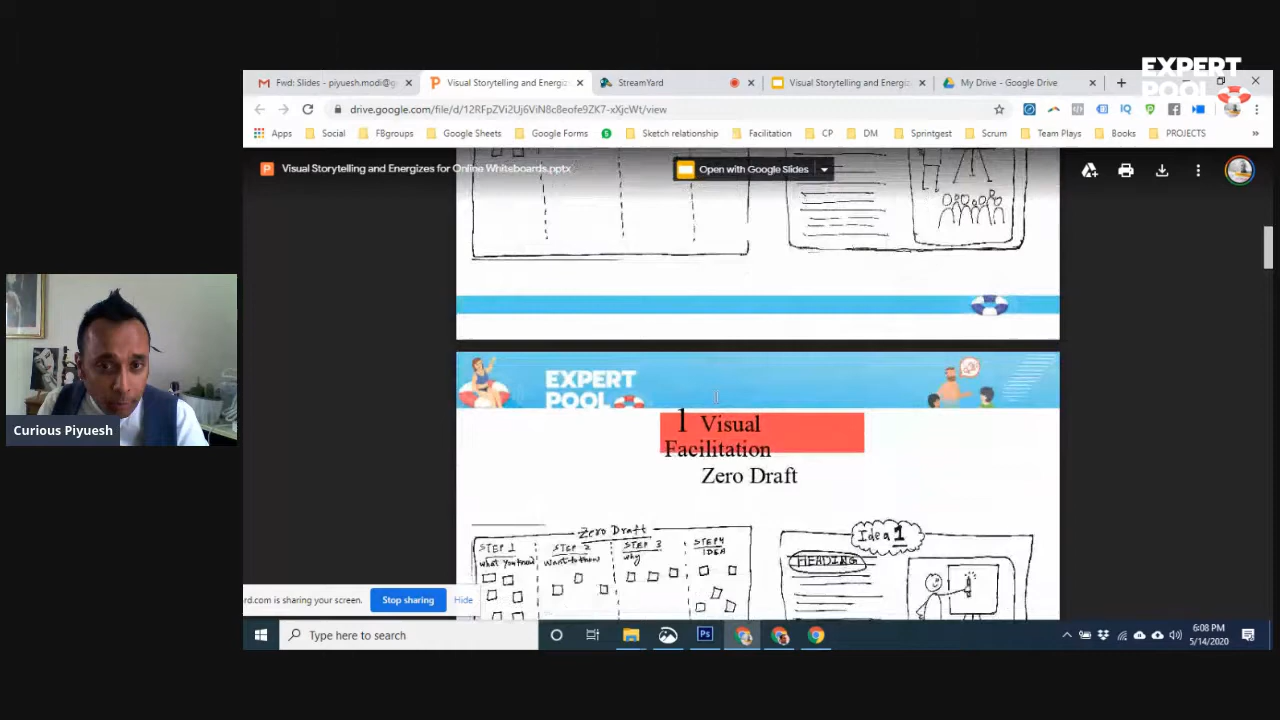 EXPERT
POOL
Fwd: Slides - piyuesh.modi@g
Visual Storytelling and Energiz
StreamYard
Visual Storytelling and Energiz
My Drive - Google Drive
drive.google.com/file/d/12RFpZVi2Uj6ViN8c8eofe9ZK7-xXjcWt/view
Apps
Social
FBgroups
Google Sheets
Google Forms
Sketch relationship
Facilitation
CP
DM
Sprintgest
Scrum
Team Plays
Books
PROJECTS
Visual Storytelling and Energizes for Online Whiteboards.pptx
Open with Google Slides
EXPERT
POOL
1 Visual
Facilitation
Zero Draft
Zero Draft
STEP 1
what you know?
STEP 2
want to know
STEP 3
why
STEP 4
IDEA
Idea 1
HEADING
Curious Piyuesh
rd.com is sharing your screen.
Stop sharing
Hide
Type here to search
6:08 PM
5/14/2020